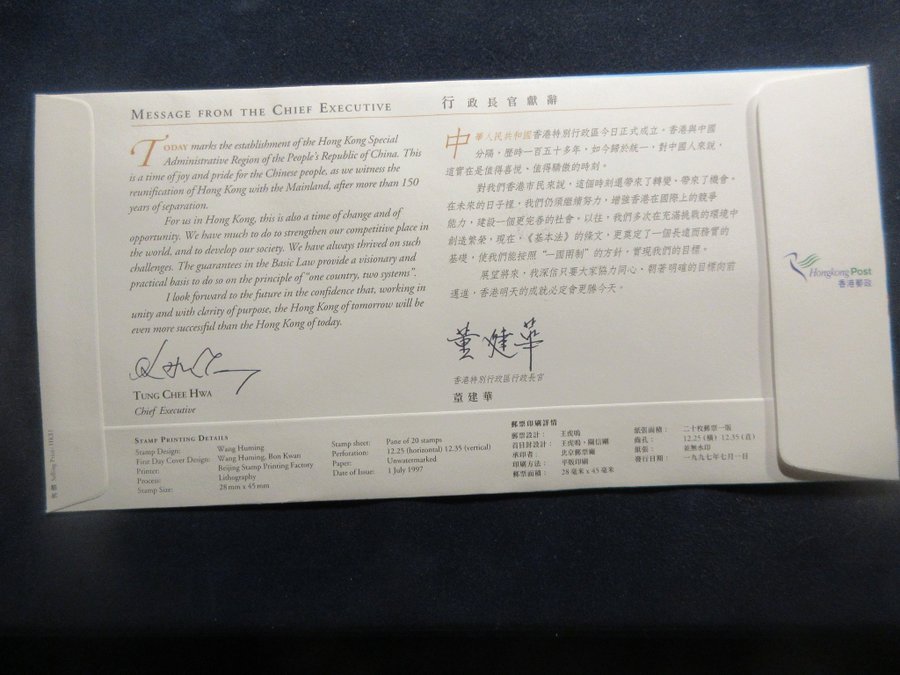 MESSAGE FROM THE CHIEF EXECUTIVE
TODAY marks the establishment of the Hong Kong Special
Administrative Region of the People's Republic of China. This
is a time of joy and pride for the Chinese people, as we witness the
reunification of Hong Kong with the Mainland, after more than 150
years of separation.
For us in Hong Kong, this is also a time of change and of
opportunity. We have much to do to strengthen our competitive place in
the world, and to develop our society. We have always thrived on such
challenges. The guarantees in the Basic Law provide a visionary and
practical basis to do so on the principle of "one country, two systems".
I look forward to the future in the confidence that, working in
unity and with clarity of purpose, the Hong Kong of tomorrow will be
even more successful than the Hong Kong of today.
TUNG CHEE HWA
Chief Executive
行政長官獻辭
中華人民共和國香港特別行政區今日正式成立。香港與中國
分隔，歷時一百五十多年，如今歸於統一，對中國人來說，
這實在是值得喜悅、值得驕傲的時刻。
對我們香港市民來說，這個時刻還帶來了轉變、帶來了機會。
在未來的日子裡，我們仍須繼續努力，增強香港在國際上的競爭
能力，建設一個更完善的社會。以往，我們多次在充滿挑戰的環境中
創造繁榮，現在，《基本法》的條文，更奠定了一個長遠而務實的
基礎，使我們能按照"一國兩制"的方針，實現我們的目標。
展望將來，我深信只要大家協力同心、朝著明確的目標向前
邁進，香港明天的成就必定會更勝今天。
董建華
香港特別行政區行政長官
董建華
HongkongPost
香港郵政
STAMP PRINTING DETAILS
Stamp Design: Wang Huming
First Day Cover Design: Wang Huming, Bon Kwan
Printer: Beijing Stamp Printing Factory
Process: Lithography
Stamp Size: 28 mm x 45 mm
Stamp sheet: Pane of 20 stamps
Perforation: 12.25 (horizontal) 12.35 (vertical)
Paper: Unwatermarked
Date of Issue: 1 July 1997
郵票印刷詳情
郵票設計： 王虎鳴
首日封設計： 王虎鳴、關信剛
承印者： 北京郵票廠
印刷方法： 平版印刷
郵票面積： 28 毫米 x 45 毫米
紙張面積： 二十枚郵票一版
齒孔： 12.25 (橫) 12.35 (直)
紙張： 並無水印
發行日期： 一九九七年七月一日